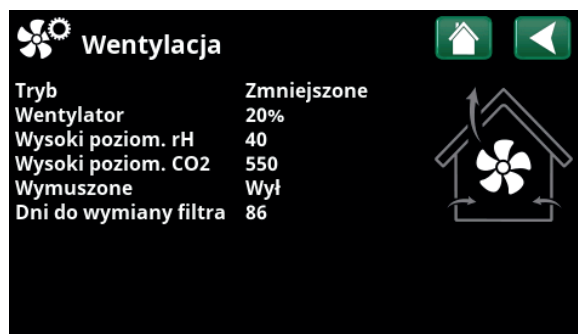 Wentylacja
Tryb Zmniejszone
Wentylator 20%
Wysoki poziom. rH 40
Wysoki poziom. CO2 550
Wymuszone Wył
Dni do wymiany filtra 86